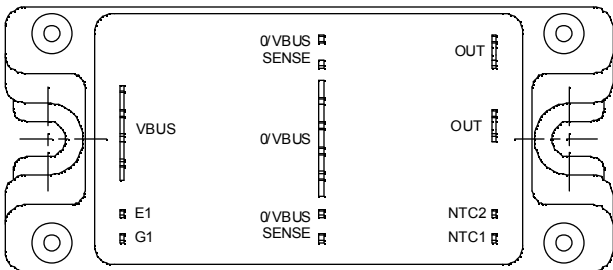 0/VBUS
SENSE
OUT
VBUS
0/VBUS
OUT
E1
G1
0/VBUS
SENSE
NTC2
NTC1